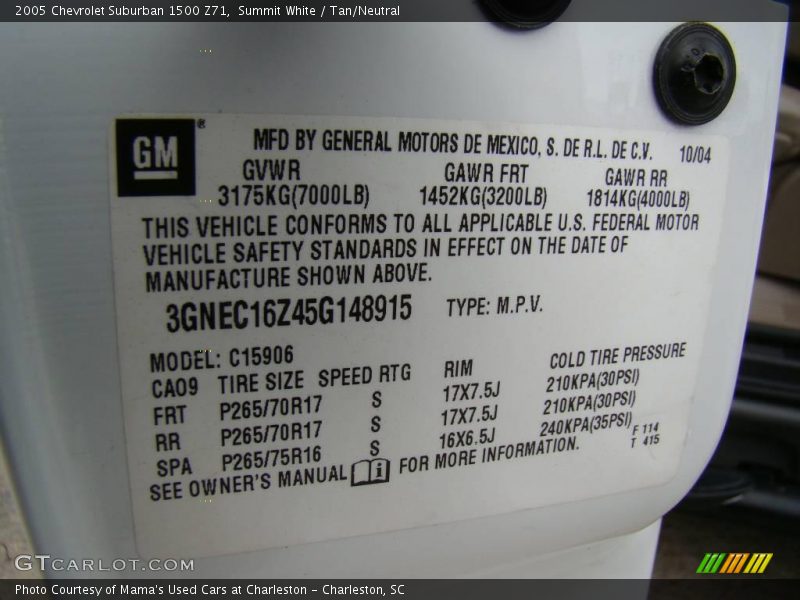 2005 Chevrolet Suburban 1500 Z71,  Summit White / Tan/Neutral
GM®
MFD BY GENERAL MOTORS DE MEXICO, S. DE R.L. DE C.V. 10/04
GVWR GAWR FRT GAWR RR
3175KG(7000LB) 1452KG(3200LB) 1814KG(4000LB)
THIS VEHICLE CONFORMS TO ALL APPLICABLE U.S. FEDERAL MOTOR
VEHICLE SAFETY STANDARDS IN EFFECT ON THE DATE OF
MANUFACTURE SHOWN ABOVE.
3GNEC16Z45G148915 TYPE: M.P.V.
MODEL: C15906
CAO9 TIRE SIZE SPEED RTG RIM COLD TIRE PRESSURE
FRT P265/70R17 S 17X7.5J 210KPA(30PSI)
RR P265/70R17 S 17X7.5J 210KPA(30PSI)
SPA P265/75R16 S 16X6.5J 240KPA(35PSI)
SEE OWNER'S MANUAL FOR MORE INFORMATION.
F 114
T 415
GTCARLOT.COM
Photo Courtesy of Mama's Used Cars at Charleston - Charleston, SC